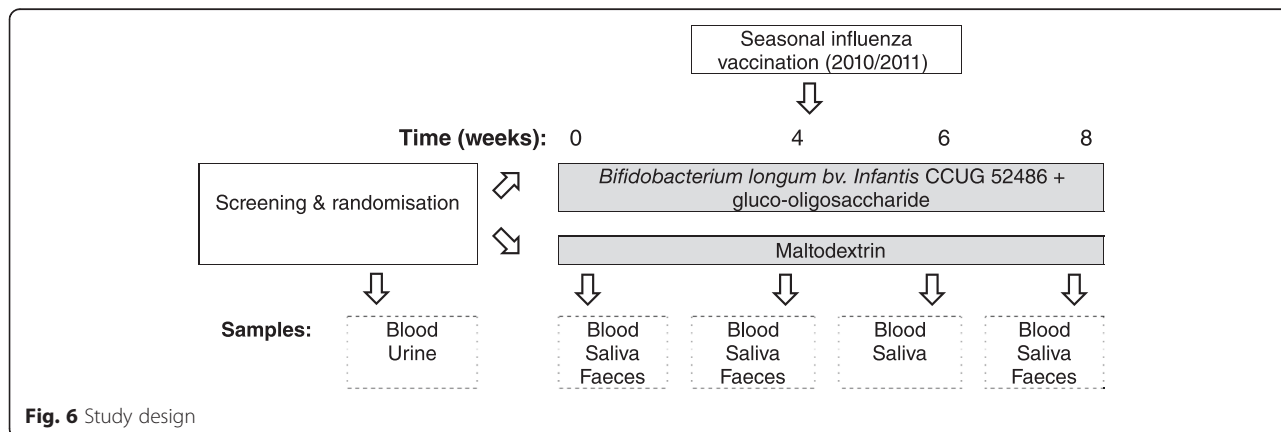 Seasonal influenza
vaccination (2010/2011)
Time (weeks): 0 4 6 8
Screening & randomisation
Bifidobacterium longum bv. Infantis CCUG 52486 +
gluco-oligosaccharide
Maltodextrin
Samples:
Blood
Urine
Blood
Saliva
Faeces
Blood
Saliva
Faeces
Blood
Saliva
Blood
Saliva
Faeces
Fig. 6 Study design